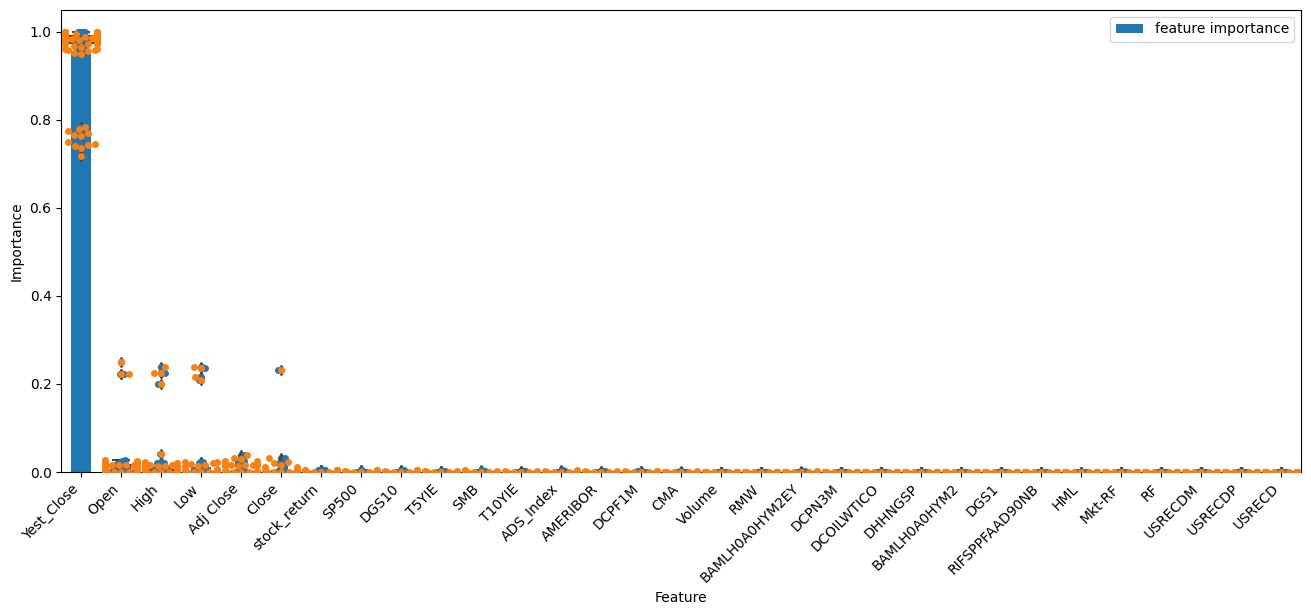 feature importance
1.0
0.8
0.6
0.4
0.2
0.0
Importance
Yest_Close
Open
High
Low
Adj Close
Close
stock_return
SP500
DGS10
T5YIE
SMB
T10YIE
ADS_Index
AMERIBOR
DCPF1M
CMA
Volume
RMW
BAMLH0A0HYM2EY
DCPN3M
DCOILWTICO
DHHNGSP
BAMLH0A0HYM2
DGS1
RIFSPPFAAD90NB
HML
Mkt-RF
RF
USRECDM
USRECDP
USRECD
Feature